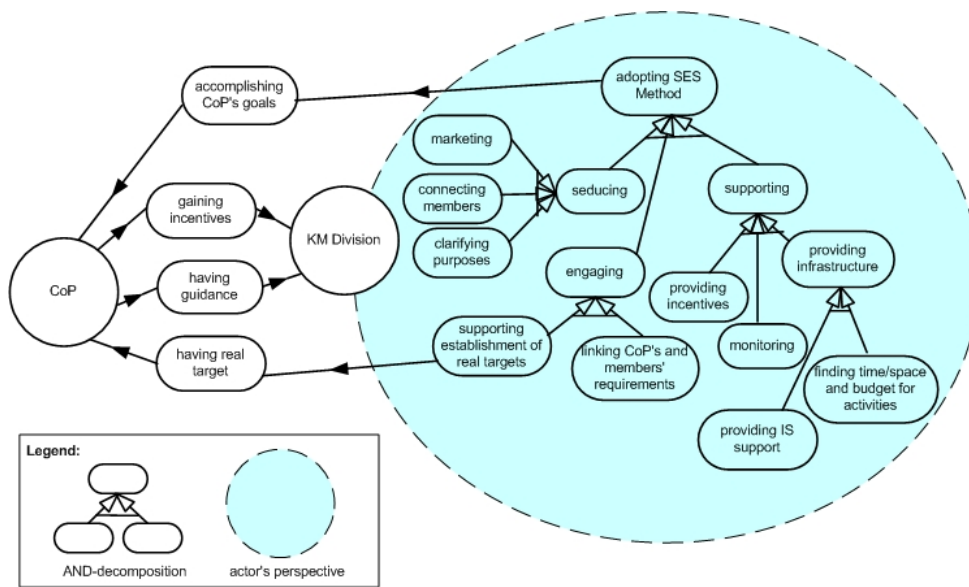 accomplishing
CoP's goals
adopting SES
Method
marketing
connecting
members
clarifying
purposes
seducing
supporting
gaining
incentives
KM Division
CoP
having
guidance
engaging
providing
infrastructure
providing
incentives
having real
target
supporting
establishment of
real targets
linking CoP's and
members'
requirements
monitoring
finding time/space
and budget for
activities
providing IS
support
Legend:
AND-decomposition
actor's perspective